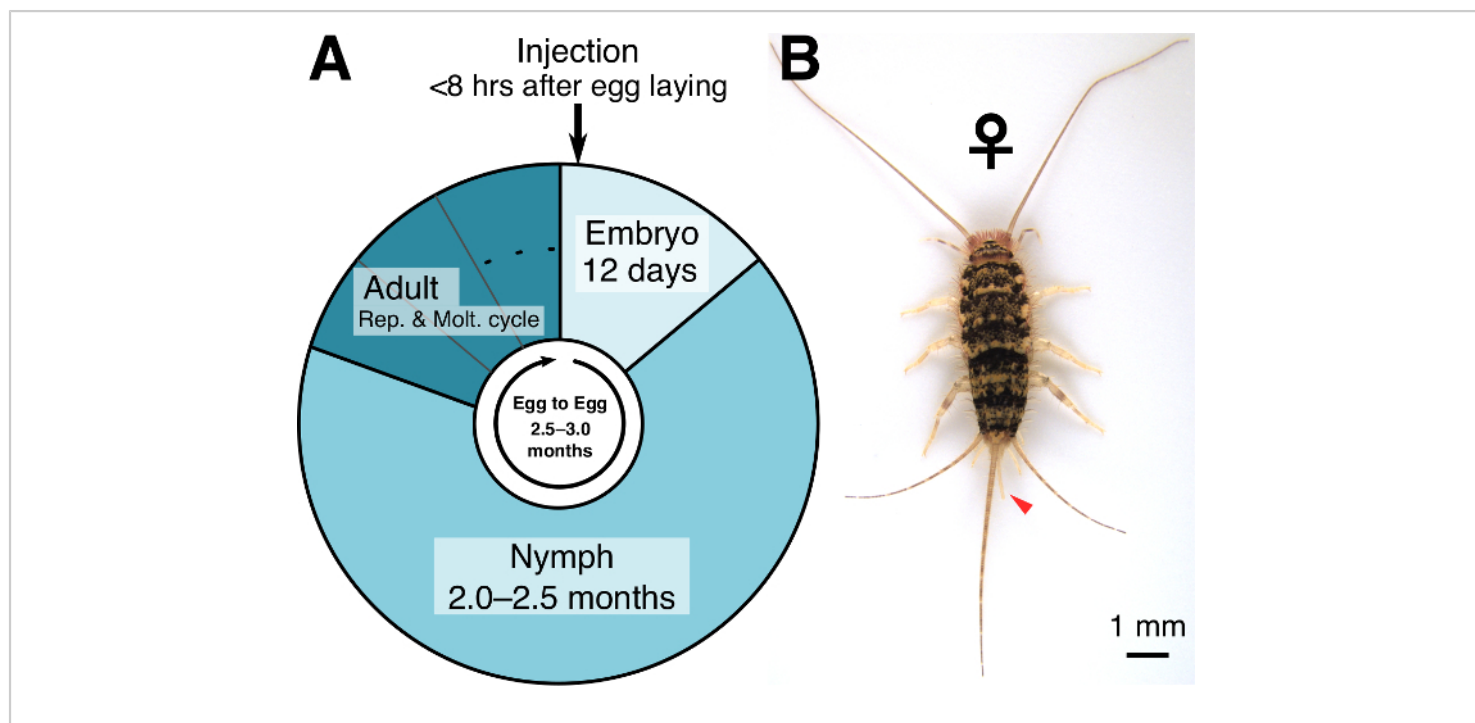 A
Injection
<8 hrs after egg laying
Embryo
12 days
Adult
Rep. & Molt. cycle
Egg to Egg
2.5–3.0
months
Nymph
2.0–2.5 months
B
♀
1 mm